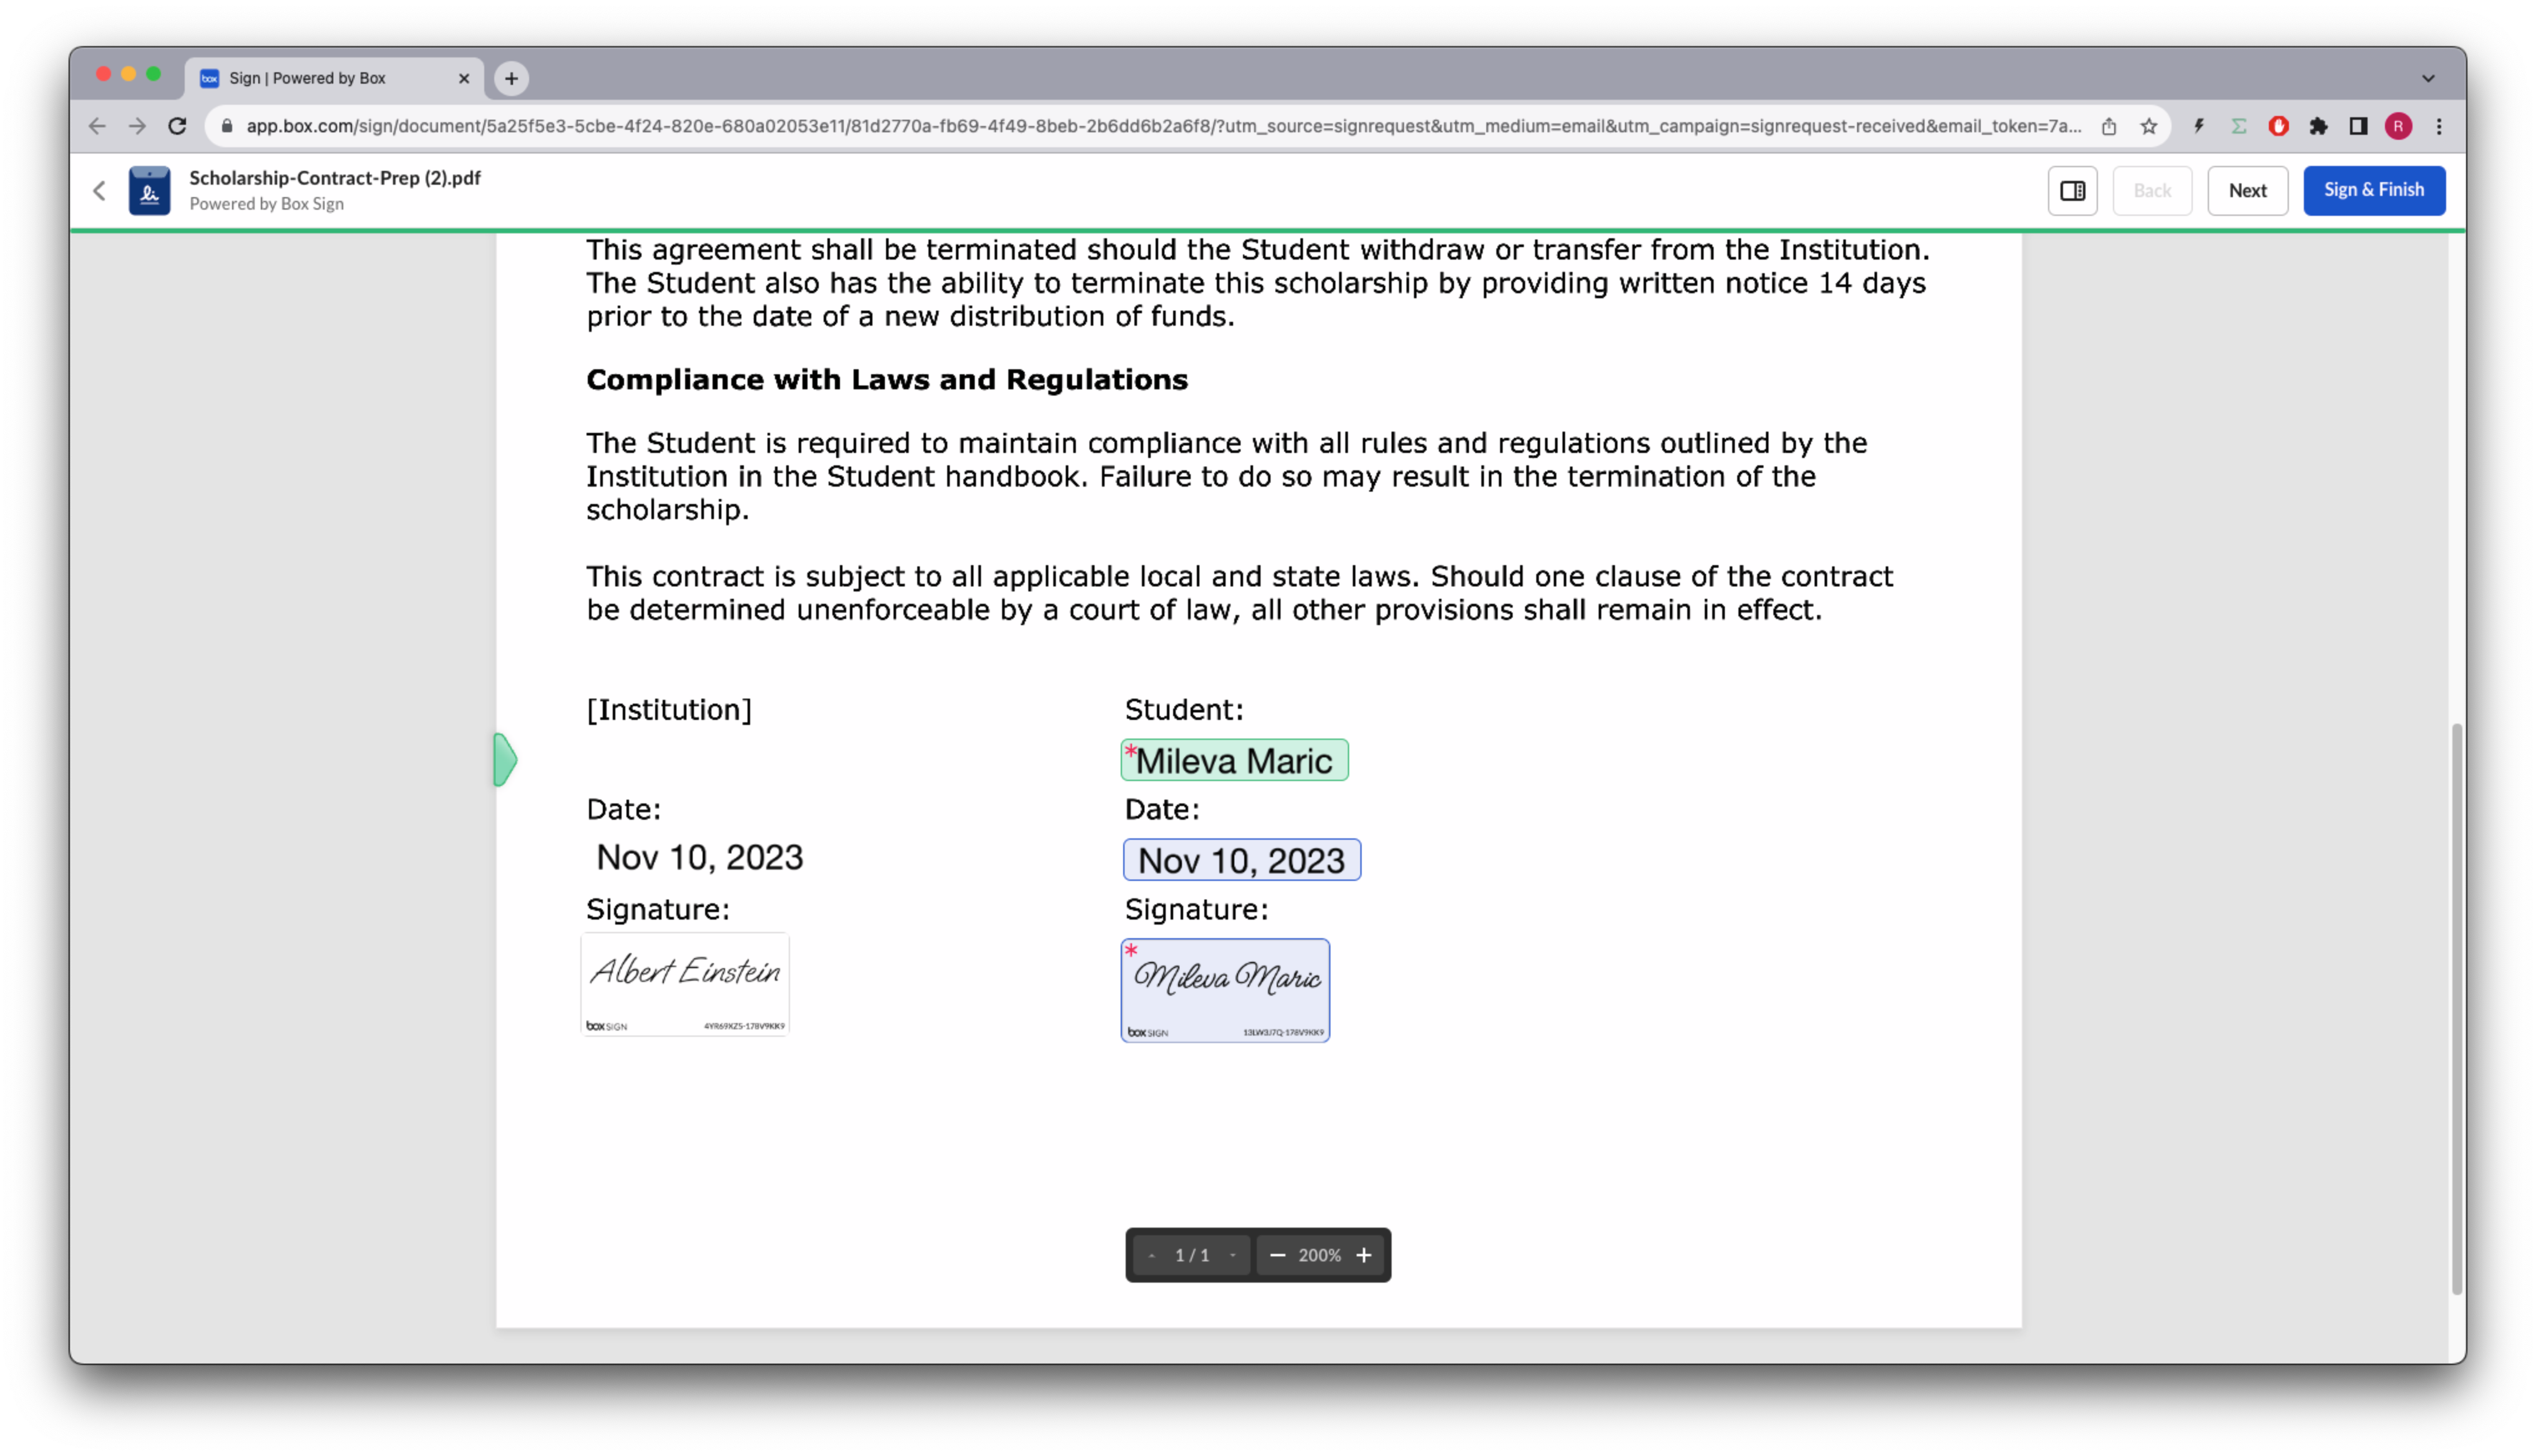 Sign | Powered by Box
app.box.com/sign/document/5a25f5e3-5cbe-4f24-820e-680a02053e11/81d2770a-fb69-4f49-8beb-2b6dd6b2a6f8/?utm_source=signrequest&utm_medium=email&utm_campaign=signrequest-received&email_token=7a...
R
box
Scholarship-Contract-Prep (2).pdf
Powered by Box Sign
Back
Next
Sign & Finish
This agreement shall be terminated should the Student withdraw or transfer from the Institution.
The Student also has the ability to terminate this scholarship by providing written notice 14 days
prior to the date of a new distribution of funds.
Compliance with Laws and Regulations
The Student is required to maintain compliance with all rules and regulations outlined by the
Institution in the Student handbook. Failure to do so may result in the termination of the
scholarship.
This contract is subject to all applicable local and state laws. Should one clause of the contract
be determined unenforceable by a court of law, all other provisions shall remain in effect.
[Institution]
Student:
*Mileva Maric
Date:
Date:
Nov 10, 2023
Nov 10, 2023
Signature:
Signature:
Albert Einstein
box SIGN 4YR69XZ5-178V9KK9
*
Mileva Maric
box SIGN 13LW3J7Q-178V9KK9
1 / 1
200%